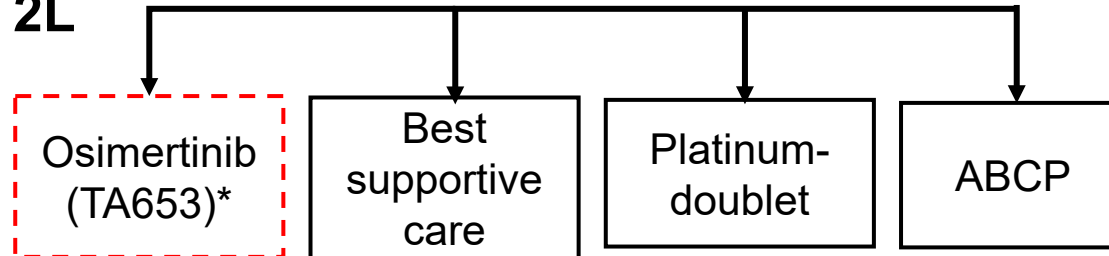 2L
Osimertinib
(TA653)*
Best
supportive
care
Platinum-
doublet
ABCP